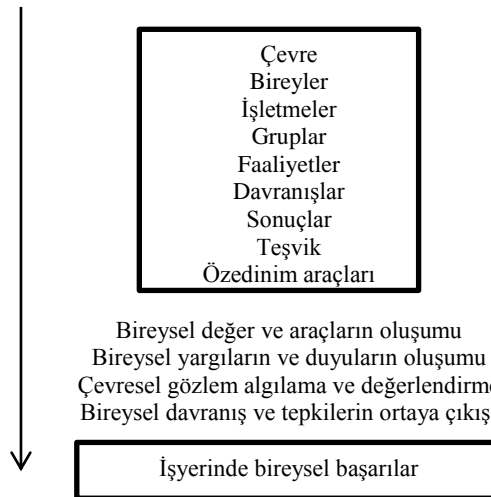 Çevre
Bireyler
İşletmeler
Gruplar
Faaliyetler
Davranışlar
Sonuçlar
Teşvik
Özedinim araçları
Bireysel değer ve araçların oluşumu
Bireysel yargıların ve duyuların oluşumu
Çevresel gözlem algılama ve değerlendirme
Bireysel davranış ve tepkilerin ortaya çıkış
İşyerinde bireysel başarılar